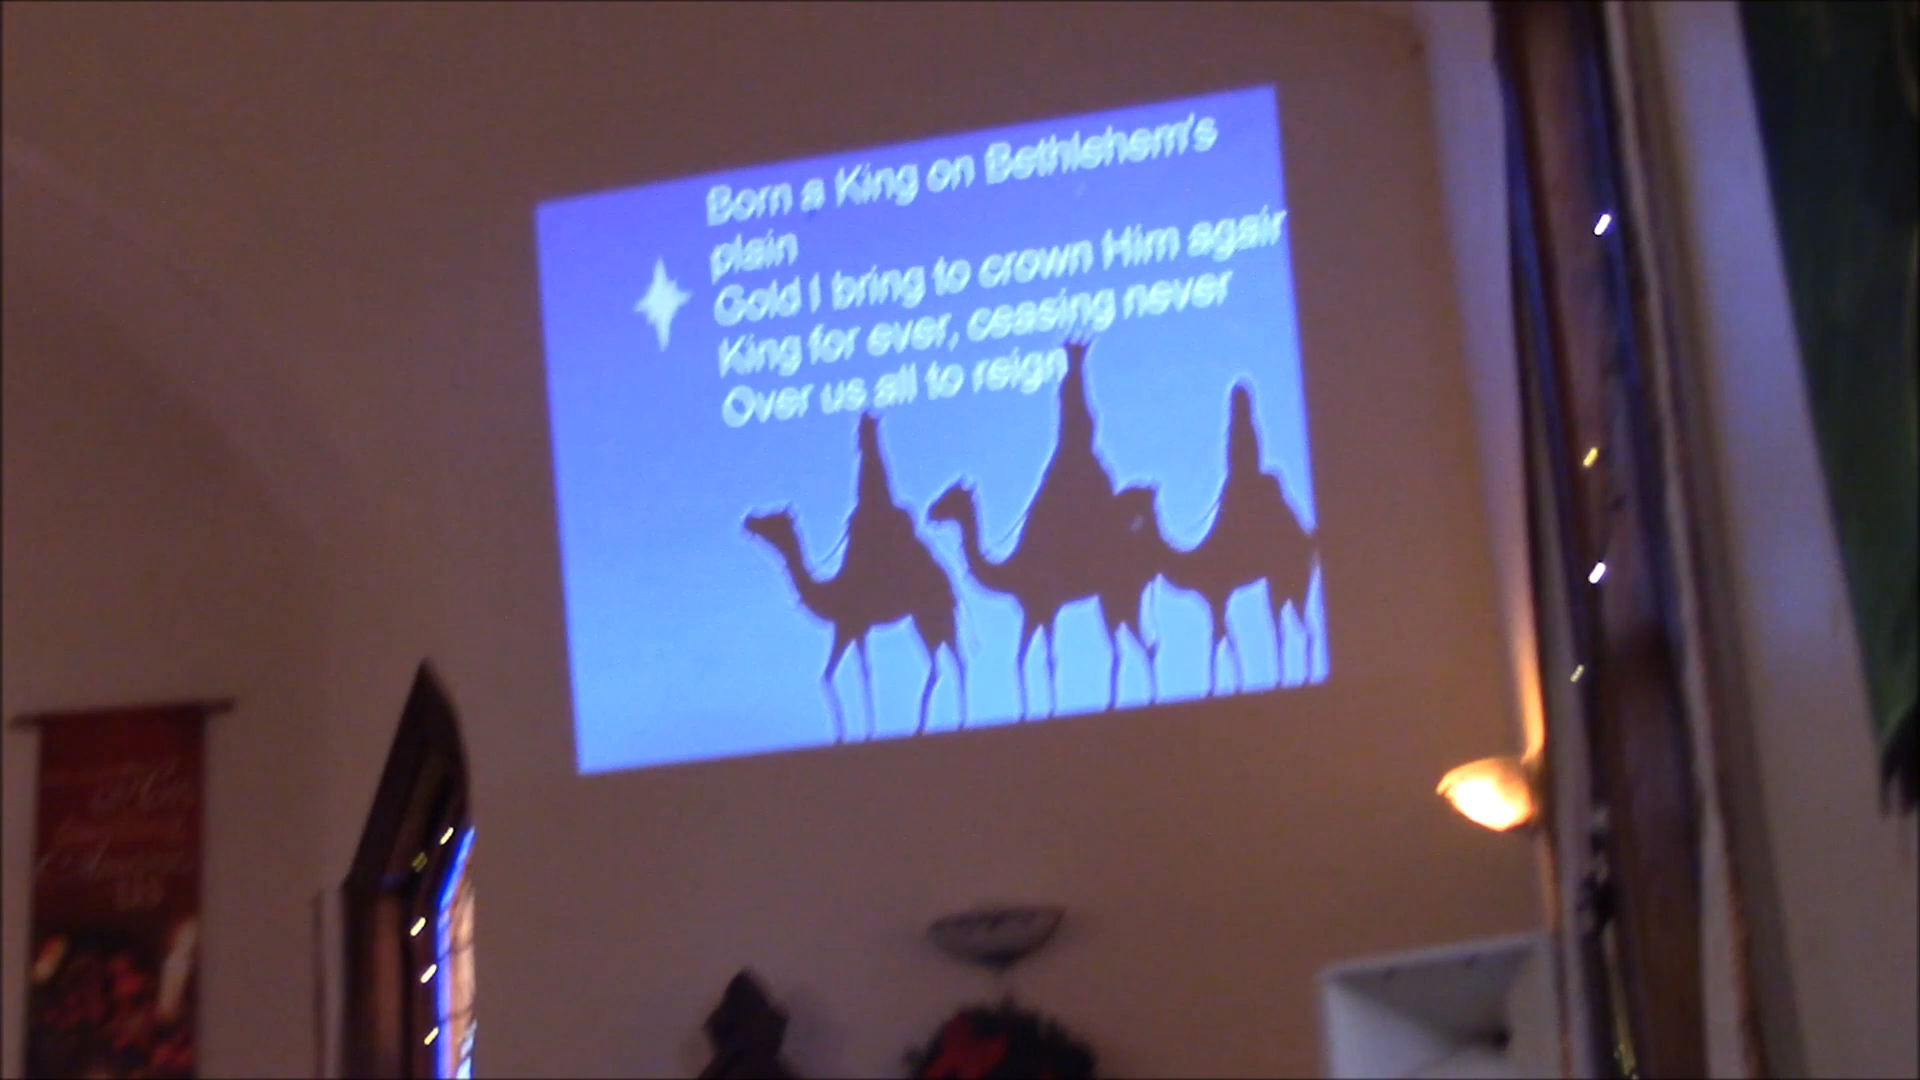 Born a King on Bethlehem's
plain
Gold I bring to crown Him again
King for ever, ceasing never
Over us all to reign